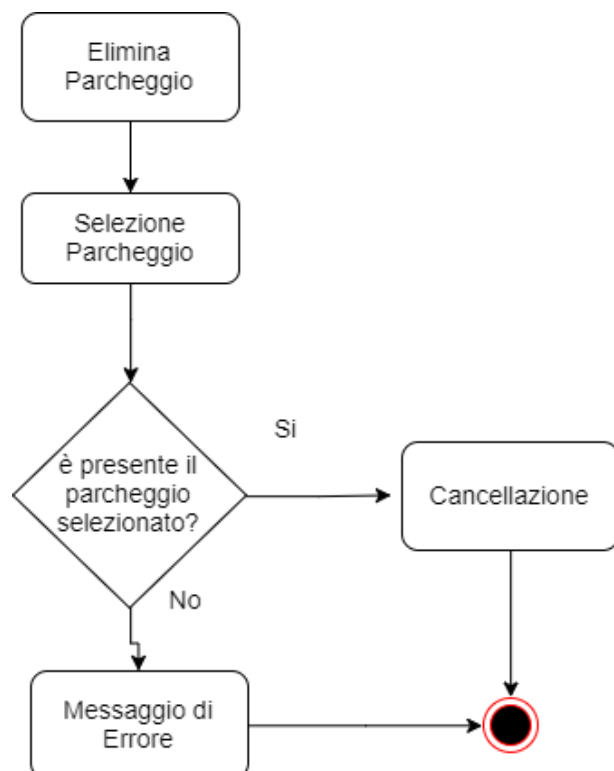 Elimina
Parcheggio
Selezione
Parcheggio
è presente il
parcheggio
selezionato?
Si
Cancellazione
No
Messaggio di
Errore